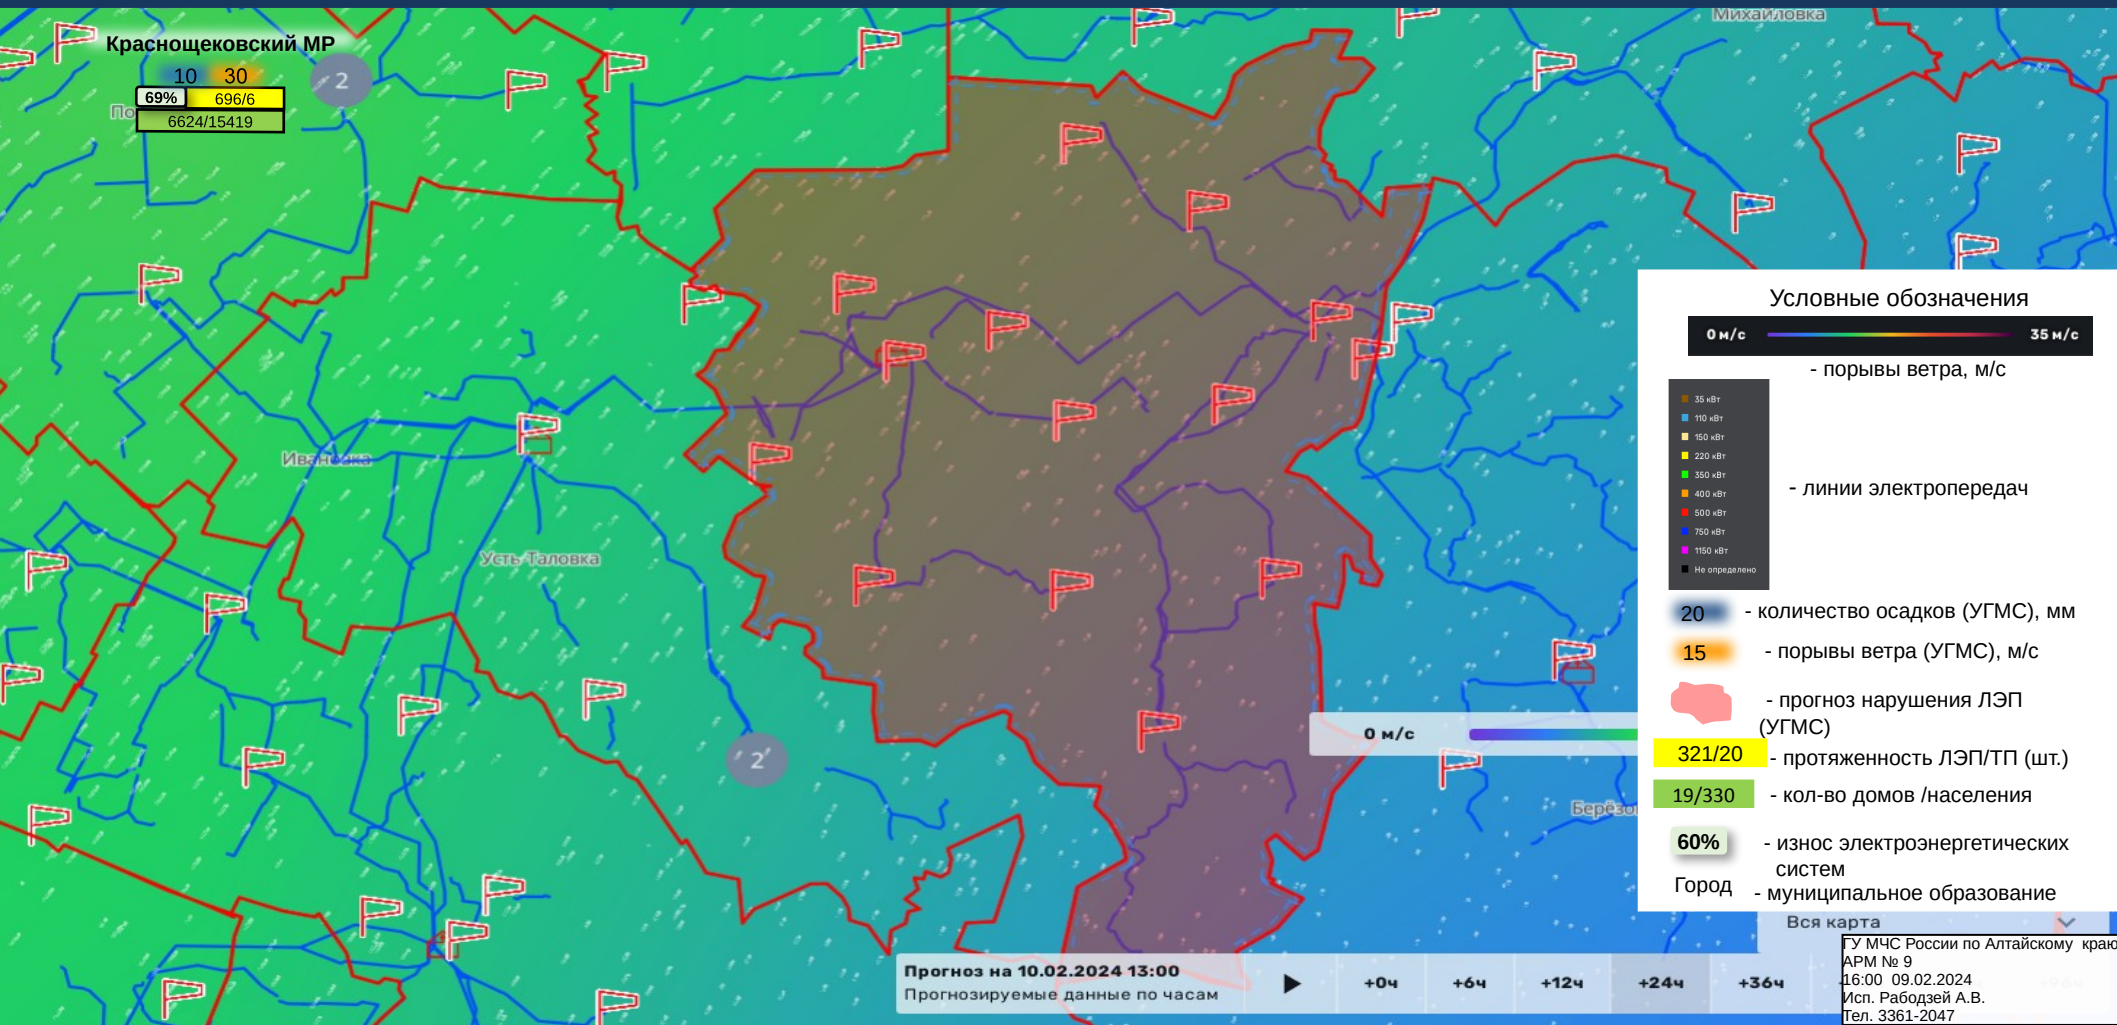 Михайловка
Краснощековский МР
10 30
2
69% 696/6
6624/15419
По
Ивановка
Усть-Таловка
2
0 м/с
Берёзо
Условные обозначения
0 м/с 35 м/с
- порывы ветра, м/с
35 кВт
110 кВт
150 кВт
220 кВт
350 кВт
400 кВт
500 кВт
750 кВт
1150 кВт
Не определено
- линии электропередач
20 - количество осадков (УГМС), мм
15 - порывы ветра (УГМС), м/с
- прогноз нарушения ЛЭП
(УГМС)
321/20 - протяженность ЛЭП/ТП (шт.)
19/330 - кол-во домов /населения
60% - износ электроэнергетических
систем
Город - муниципальное образование
Вся карта
Прогноз на 10.02.2024 13:00
Прогнозируемые данные по часам
+0ч +6ч +12ч +24ч +36ч
ГУ МЧС России по Алтайскому краю
АРМ № 9
16:00 09.02.2024
Исп. Рабодзей А.В.
Тел. 3361-2047